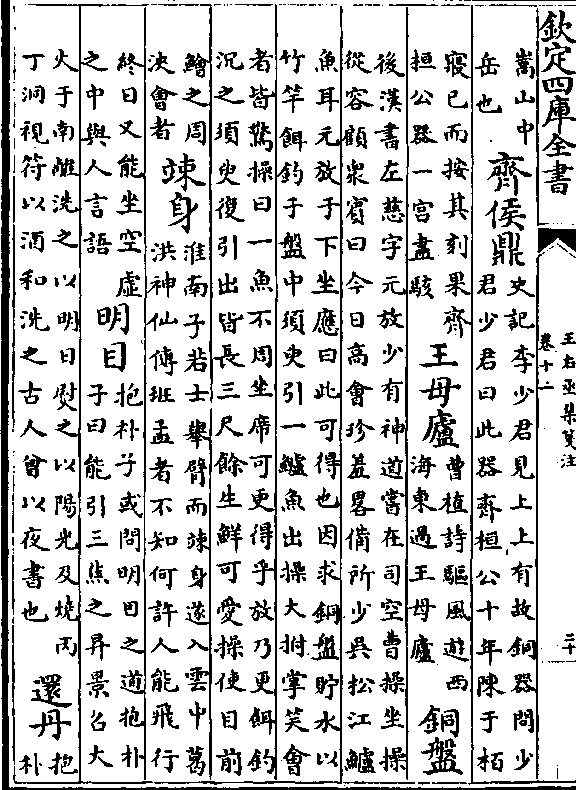 欽定四庫全書
王右丞集箋注
卷十一
二十
嵩山中
岳也
齊侯鼎
史記李少君見上上有故銅器問少
君少君曰此器齊桓公十年陳于栢
寢已而按其刻果齊
桓公器一宫盡駭
王母廬
曹植詩驅風遊西
海東過王母廬
銅盤
後漢書左慈字元放少有神道嘗在司空曹操坐操
從容顧衆賓曰今日高會珍羞畧備所少吳松江鱸
魚耳元放于下坐應曰此可得也因求銅盤貯水以
竹竿餌釣于盤中須臾引一鱸魚出操大拊掌笑會
者皆驚操曰一魚不周坐席可更得乎放乃更餌釣
沉之須臾復引出皆長三尺餘生鮮可愛操使目前
鱠之周
浹會者
竦身
淮南子若士舉臂而竦身遂入雲中葛
洪神仙傳班孟者不知何許人能飛行
終日又能坐空虛
之中與人言語
明目
抱朴子或問明目之道抱朴
子曰能引三焦之昇景召大
火于南離洗之以明目熨之以陽光及燒丙
丁洞視符以酒和洗之古人曾以夜書也
還丹
抱
朴